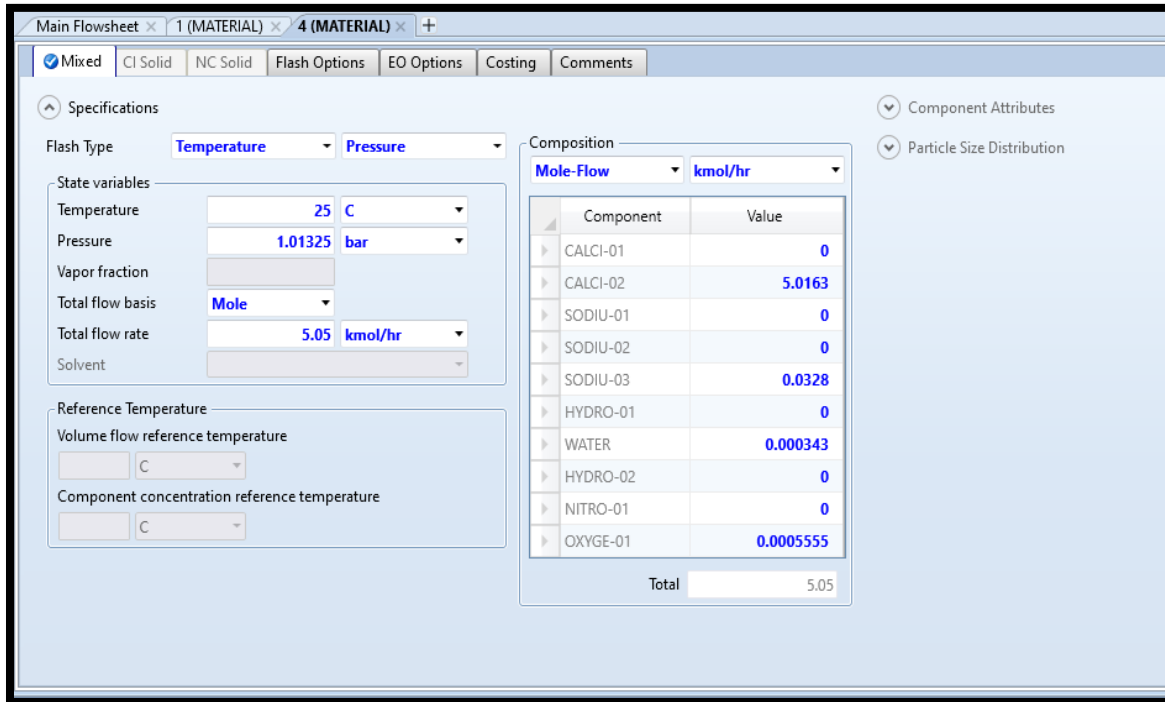 Main Flowsheet × 1 (MATERIAL) × 4 (MATERIAL) × +
Mixed CI Solid NC Solid Flash Options EO Options Costing Comments
Specifications
Flash Type Temperature Pressure
State variables
Temperature 25 C
Pressure 1.01325 bar
Vapor fraction
Total flow basis Mole
Total flow rate 5.05 kmol/hr
Solvent
Reference Temperature
Volume flow reference temperature
C
Component concentration reference temperature
C
Composition
Mole-Flow kmol/hr
Component Value
CALCI-01 0
CALCI-02 5.0163
SODIU-01 0
SODIU-02 0
SODIU-03 0.0328
HYDRO-01 0
WATER 0.000343
HYDRO-02 0
NITRO-01 0
OXYGE-01 0.0005555
Total 5.05
Component Attributes
Particle Size Distribution